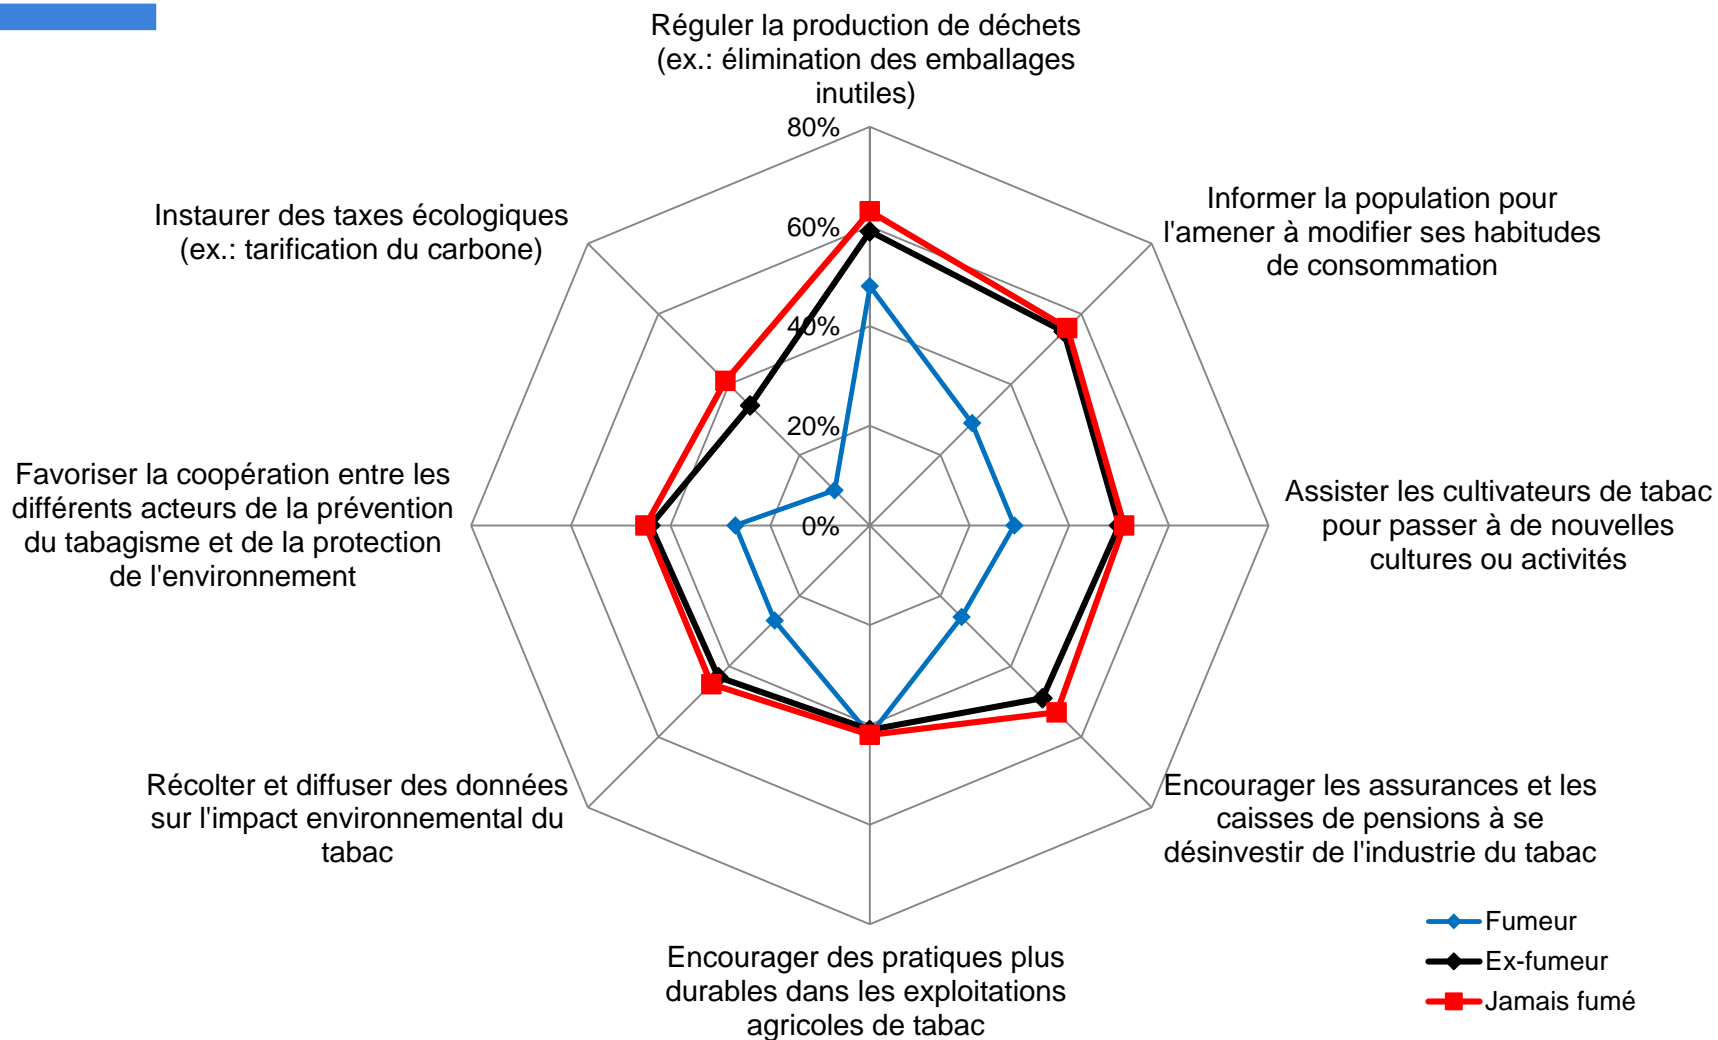 Réguler la production de déchets
(ex.: élimination des emballages
inutiles)
80%
60%
40%
20%
0%
Informer la population pour
l'amener à modifier ses habitudes
de consommation
Assister les cultivateurs de tabac
pour passer à de nouvelles
cultures ou activités
Encourager les assurances et les
caisses de pensions à se
désinvestir de l'industrie du tabac
Encourager des pratiques plus
durables dans les exploitations
agricoles de tabac
Récolter et diffuser des données
sur l'impact environnemental du
tabac
Favoriser la coopération entre les
différents acteurs de la prévention
du tabagisme et de la protection
de l'environnement
Instaurer des taxes écologiques
(ex.: tarification du carbone)
Fumeur
Ex-fumeur
Jamais fumé